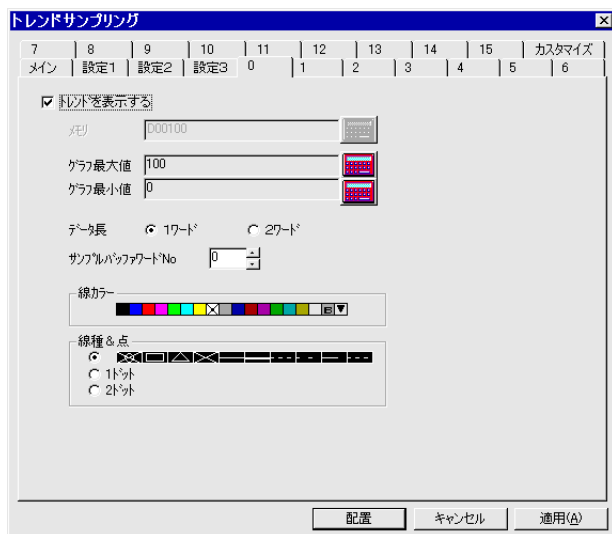 トレンドサンプリング
7 8 9 10 11 12 13 14 15 カスタマイズ
メイン 設定1 設定2 設定3 0 1 2 3 4 5 6
トレンドを表示する
メモリ D00100
グラフ最大値 100
グラフ最小値 0
データ長 1ワード 2ワード
サンプルバッファワードNo 0
線カラー
線種&点
1ドット
2ドット
配置 キャンセル 適用(A)